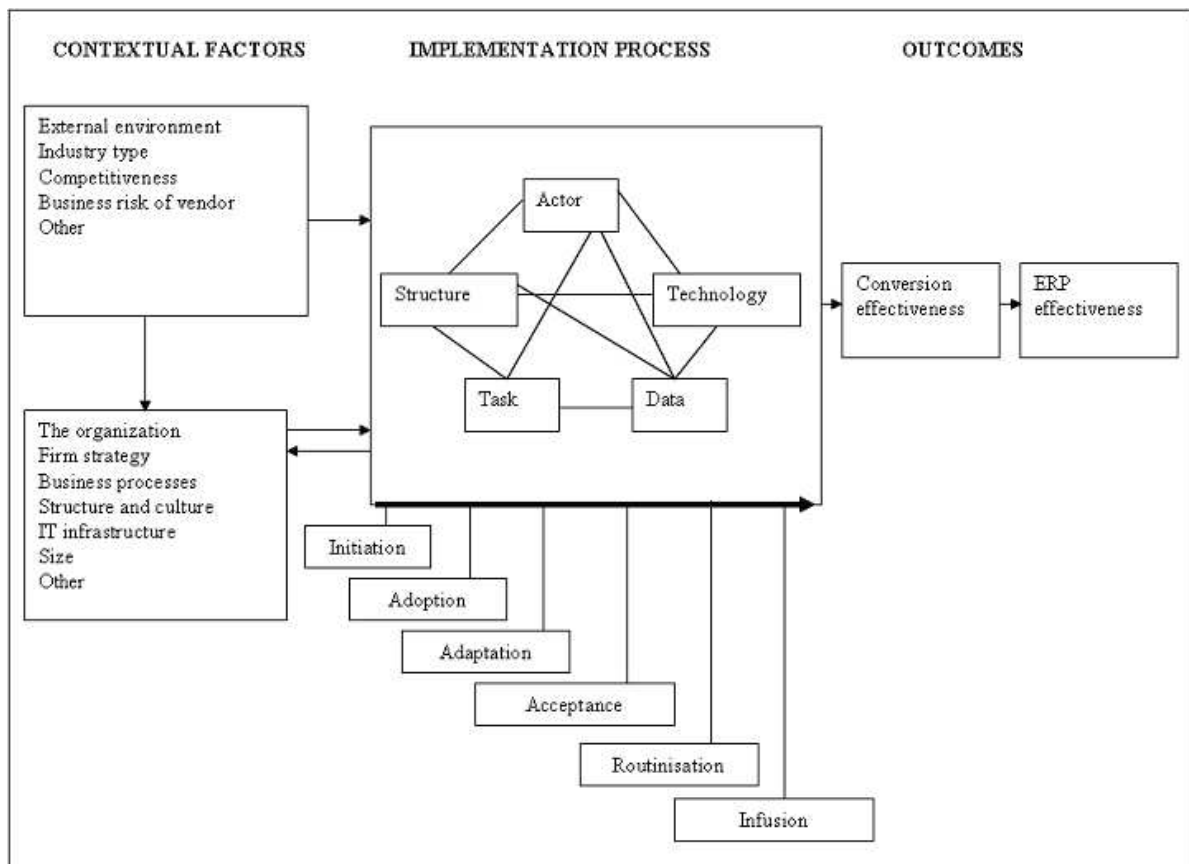 CONTEXTUAL FACTORS
IMPLEMENTATION PROCESS
OUTCOMES
External environment
Industry type
Competitiveness
Business risk of vendor
Other
Actor
Structure
Technology
Task
Data
Conversion
effectiveness
ERP
effectiveness
The organization
Firm strategy
Business processes
Structure and culture
IT infrastructure
Size
Other
Initiation
Adoption
Adaptation
Acceptance
Routinisation
Infusion